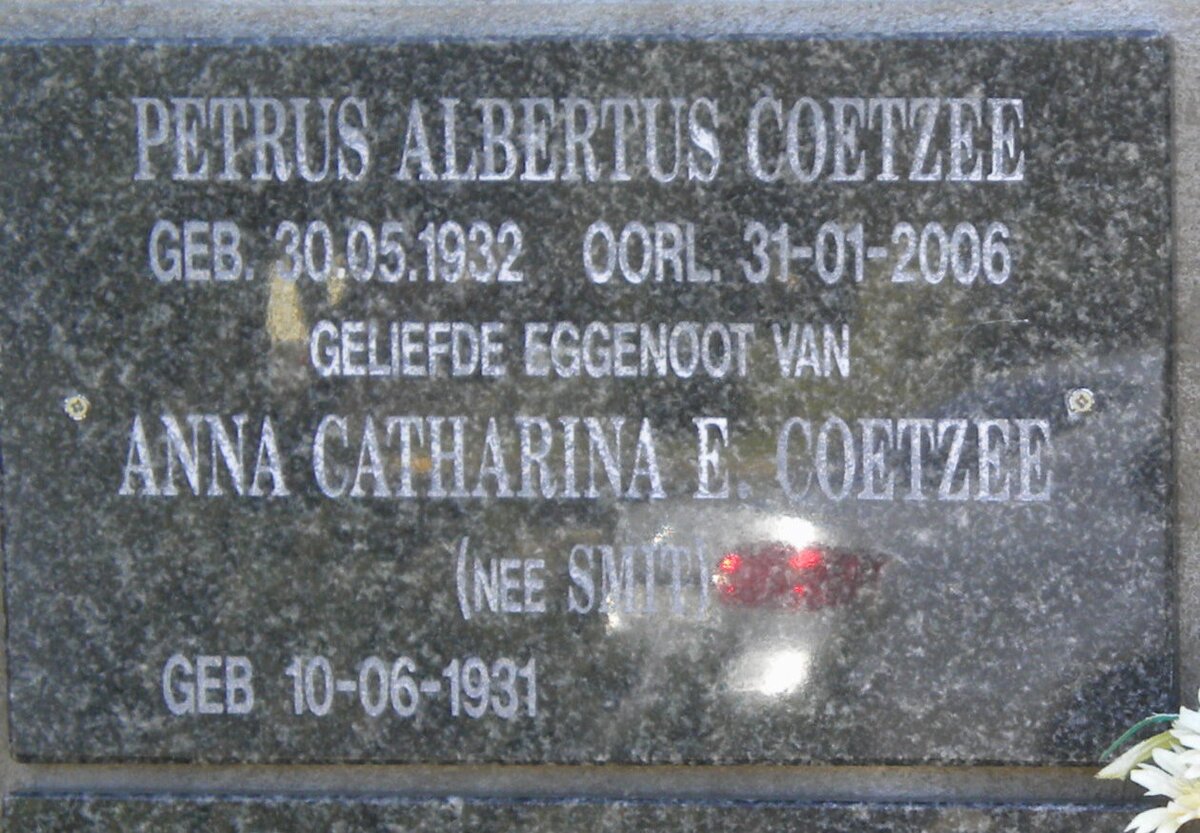 PETRUS ALBERTUS COETZEE
GEB. 30.05.1932 OORL. 31-01-2006
GELIEFDE EGGENOOT VAN
ANNA CATHARINA E. COETZEE
(NEE SMIT)
GEB 10-06-1931